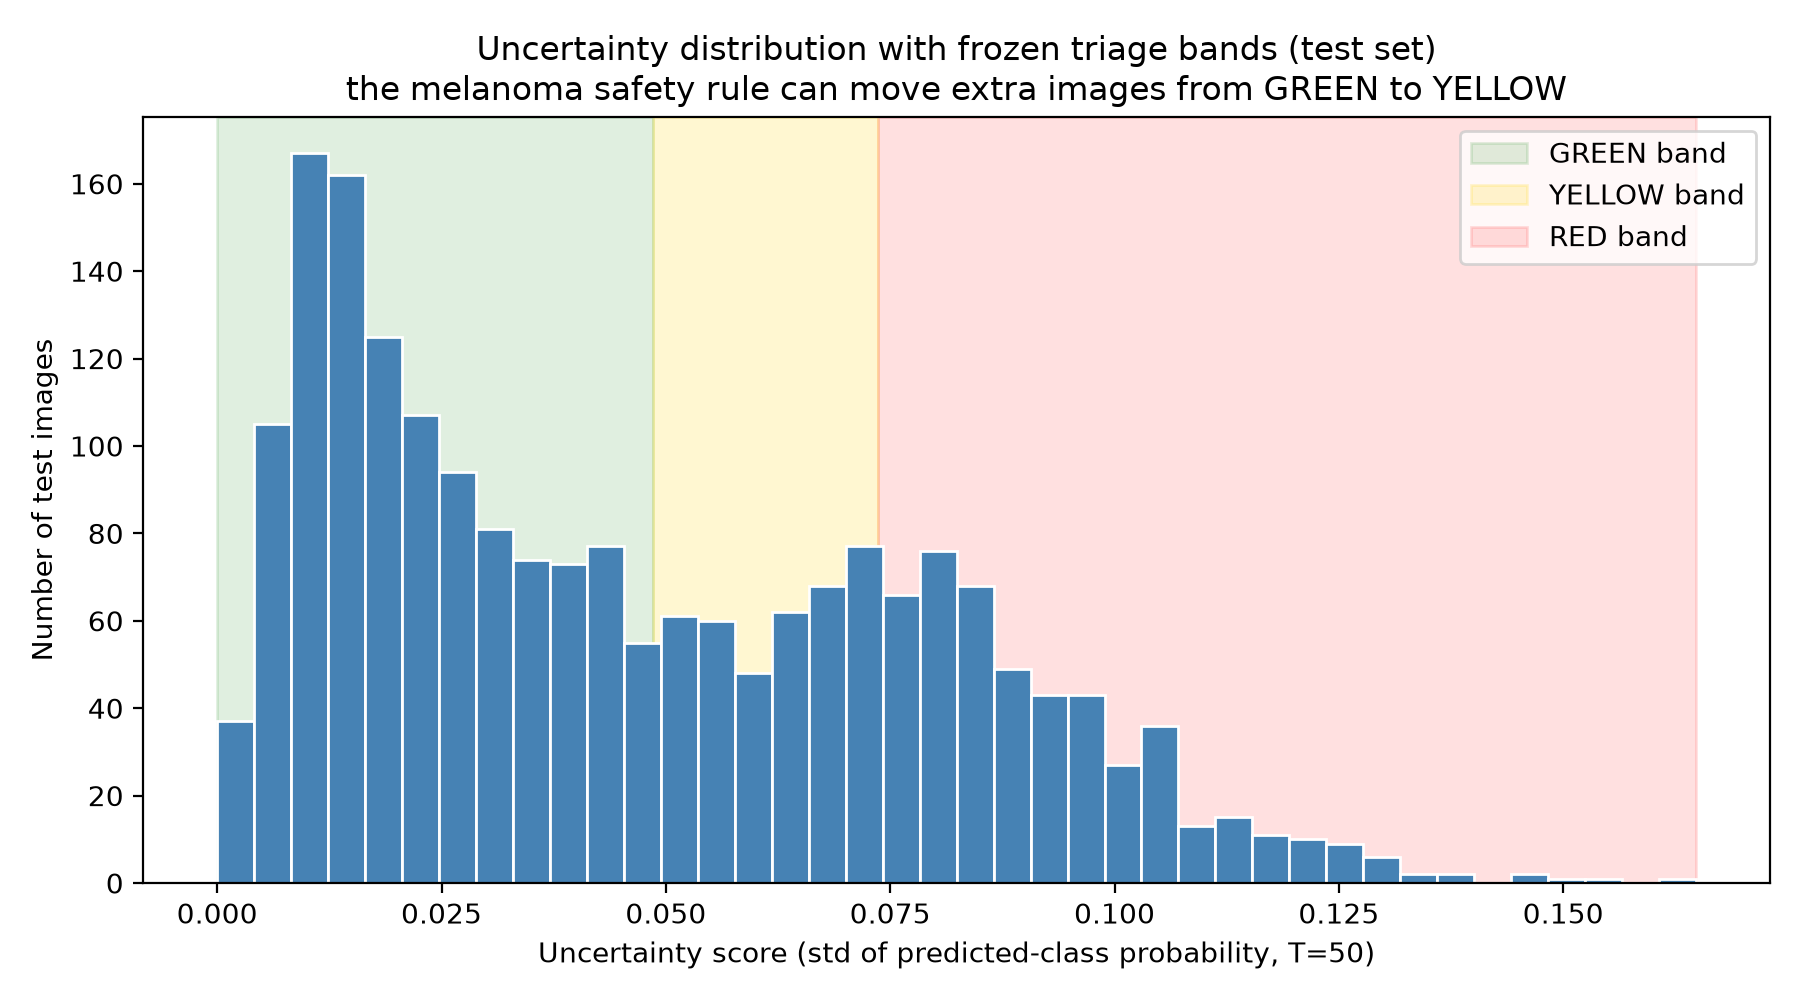 Uncertainty distribution with frozen triage bands (test set)
the melanoma safety rule can move extra images from GREEN to YELLOW
GREEN band
YELLOW band
RED band
160
140
120
100
80
60
40
20
0
Number of test images
0.000 0.025 0.050 0.075 0.100 0.125 0.150
Uncertainty score (std of predicted-class probability, T=50)